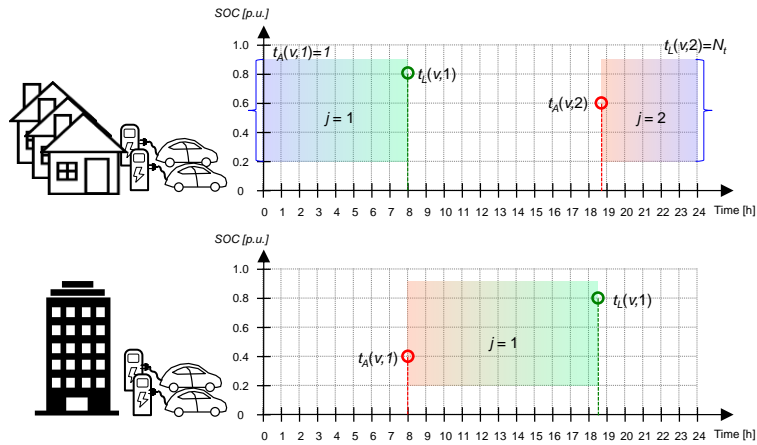 SOC [p.u.]
t_A(v,1)=1
t_L(v,2)=N_t
1.0
0.8
0.6
0.4
0.2
0
t_L(v,1)
t_A(v,2)
j = 1
j = 2
0 1 2 3 4 5 6 7 8 9 10 11 12 13 14 15 16 17 18 19 20 21 22 23 24
Time [h]
SOC [p.u.]
1.0
0.8
0.6
0.4
0.2
0
t_L(v,1)
j = 1
t_A(v,1)
0 1 2 3 4 5 6 7 8 9 10 11 12 13 14 15 16 17 18 19 20 21 22 23 24
Time [h]